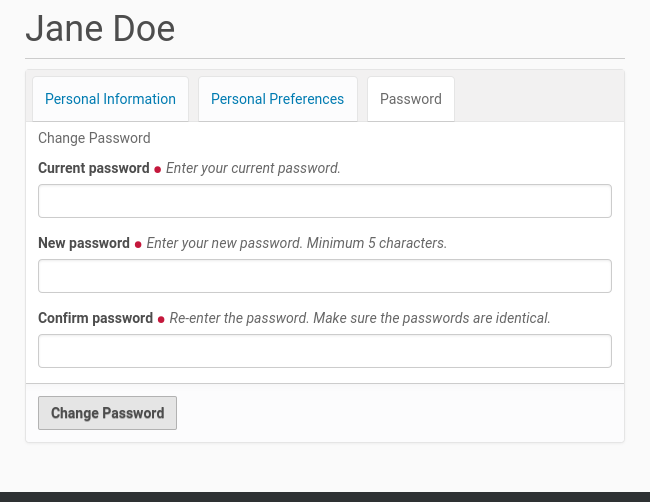 Jane Doe
Personal Information Personal Preferences Password
Change Password
Current password Enter your current password.
New password Enter your new password. Minimum 5 characters.
Confirm password Re-enter the password. Make sure the passwords are identical.
Change Password